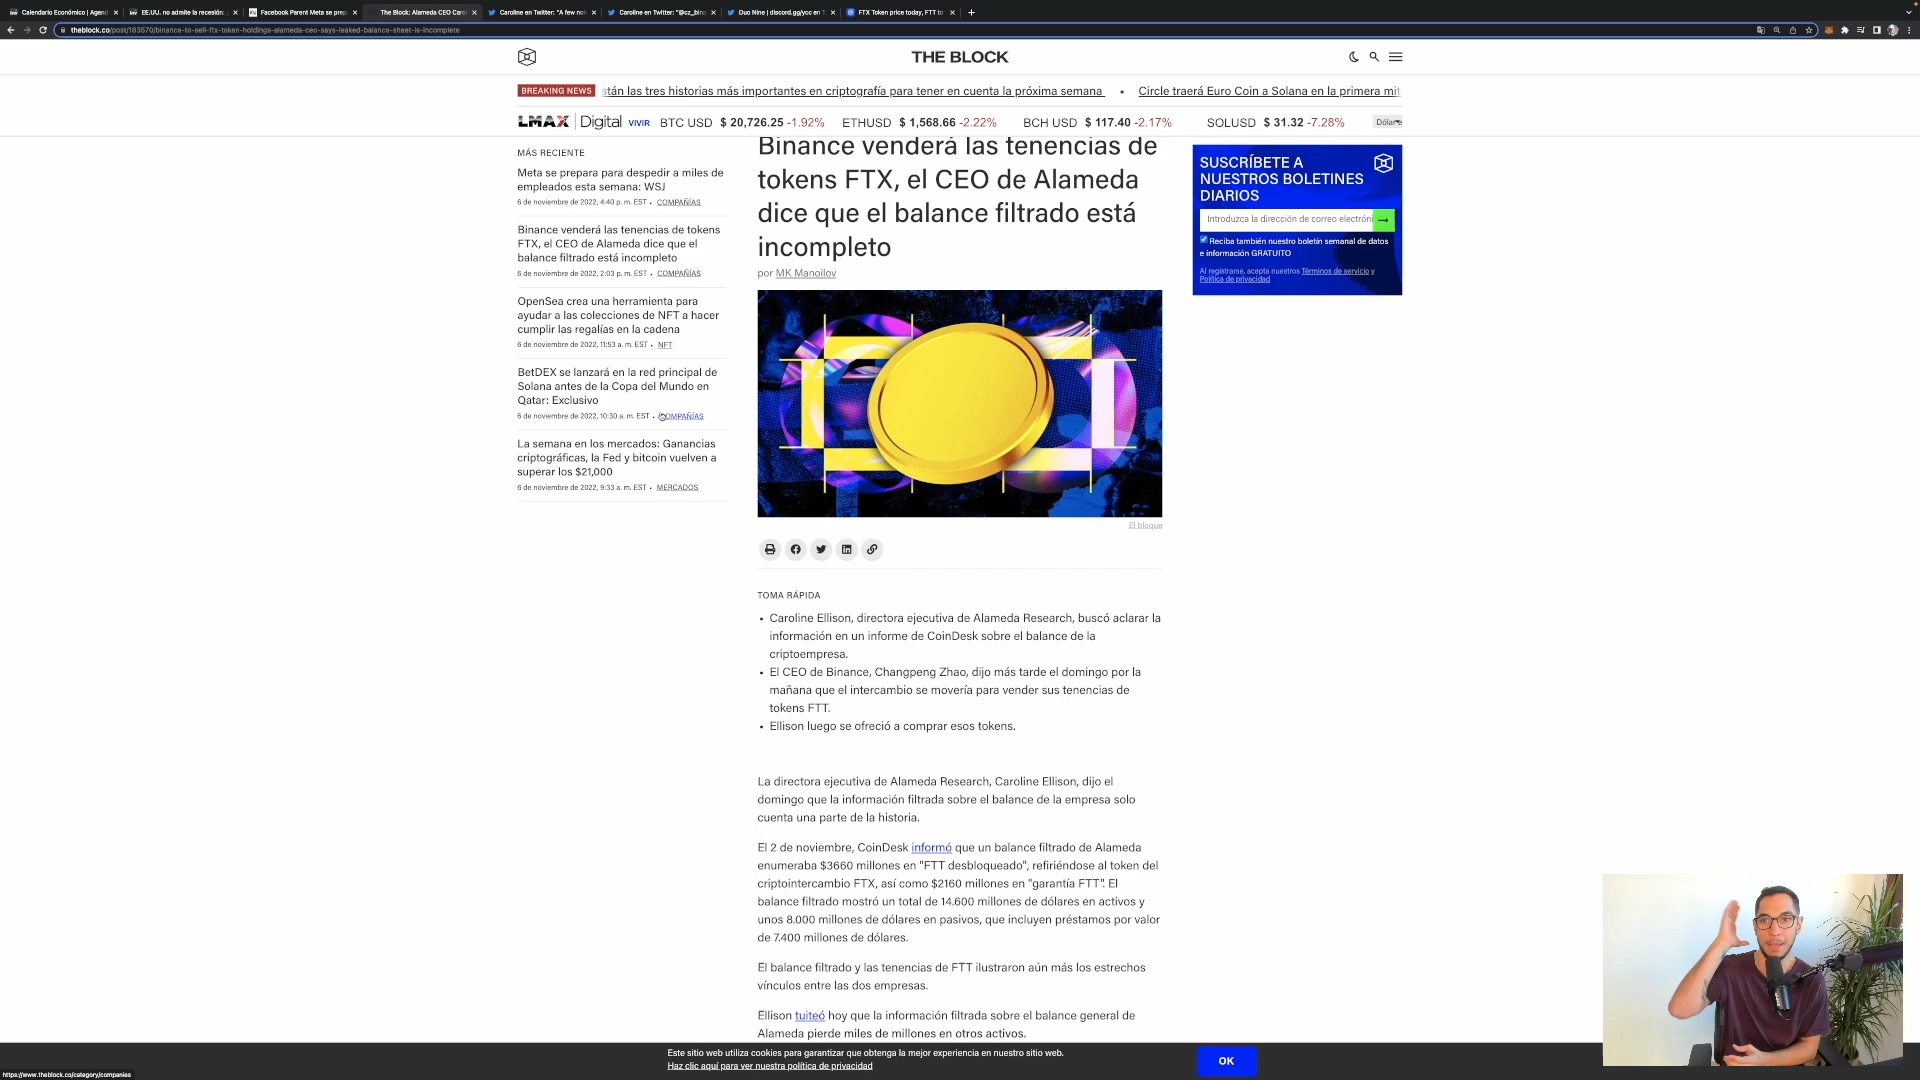 Calendario Económico | Agend
EE.UU. no admite la recesión:
Facebook Parent Meta se prep
The Block: Alameda CEO Carol
Caroline en Twitter: "A few not
Caroline en Twitter: "@cz_bina
Duo Nine | discord.gg/ycc en T
FTX Token price today, FTT to
theblock.co/post/183570/binance-to-sell-ftx-token-holdings-alameda-ceo-says-leaked-balance-sheet-is-incomplete
THE BLOCK
BREAKING NEWS
stán las tres historias más importantes en criptografía para tener en cuenta la próxima semana • Circle traerá Euro Coin a Solana en la primera mit
LMAX Digital VIVIR BTC USD $ 20,726.25 -1.92% ETHUSD $ 1,568.66 -2.22% BCH USD $ 117.40 -2.17% SOLUSD $ 31.32 -7.28%
MÁS RECIENTE
Meta se prepara para despedir a miles de
empleados esta semana: WSJ
6 de noviembre de 2022, 4:40 p. m. EST • COMPAÑÍAS
Binance venderá las tenencias de tokens
FTX, el CEO de Alameda dice que el
balance filtrado está incompleto
6 de noviembre de 2022, 2:03 p. m. EST • COMPAÑÍAS
OpenSea crea una herramienta para
ayudar a las colecciones de NFT a hacer
cumplir las regalías en la cadena
6 de noviembre de 2022, 11:53 a. m. EST • NFT
BetDEX se lanzará en la red principal de
Solana antes de la Copa del Mundo en
Qatar: Exclusivo
6 de noviembre de 2022, 10:30 a. m. EST • COMPAÑÍAS
La semana en los mercados: Ganancias
criptográficas, la Fed y bitcoin vuelven a
superar los $21,000
6 de noviembre de 2022, 9:33 a. m. EST • MERCADOS
Binance venderá las tenencias de
tokens FTX, el CEO de Alameda
dice que el balance filtrado está
incompleto
por MK Manoilov
El bloque
TOMA RÁPIDA
• Caroline Ellison, directora ejecutiva de Alameda Research, buscó aclarar la
información en un informe de CoinDesk sobre el balance de la
criptoempresa.
• El CEO de Binance, Changpeng Zhao, dijo más tarde el domingo por la
mañana que el intercambio se movería para vender sus tenencias de
tokens FTT.
• Ellison luego se ofreció a comprar esos tokens.
La directora ejecutiva de Alameda Research, Caroline Ellison, dijo el
domingo que la información filtrada sobre el balance de la empresa solo
cuenta una parte de la historia.
El 2 de noviembre, CoinDesk informó que un balance filtrado de Alameda
enumeraba $3660 millones en "FTT desbloqueado", refiriéndose al token del
criptointercambio FTX, así como $2160 millones en "garantía FTT". El
balance filtrado mostró un total de 14.600 millones de dólares en activos y
unos 8.000 millones de dólares en pasivos, que incluyen préstamos por valor
de 7.400 millones de dólares.
El balance filtrado y las tenencias de FTT ilustraron aún más los estrechos
vínculos entre las dos empresas.
Ellison tuiteó hoy que la información filtrada sobre el balance general de
Alameda pierde miles de millones en otros activos.
SUSCRÍBETE A
NUESTROS BOLETINES
DIARIOS
Introduzca la dirección de correo electróni
Reciba también nuestro boletín semanal de datos
e información GRATUITO
Al registrarse, acepta nuestros Términos de servicio y
Política de privacidad
Este sitio web utiliza cookies para garantizar que obtenga la mejor experiencia en nuestro sitio web.
Haz clic aquí para ver nuestra política de privacidad
OK
https://www.theblock.co/category/companies